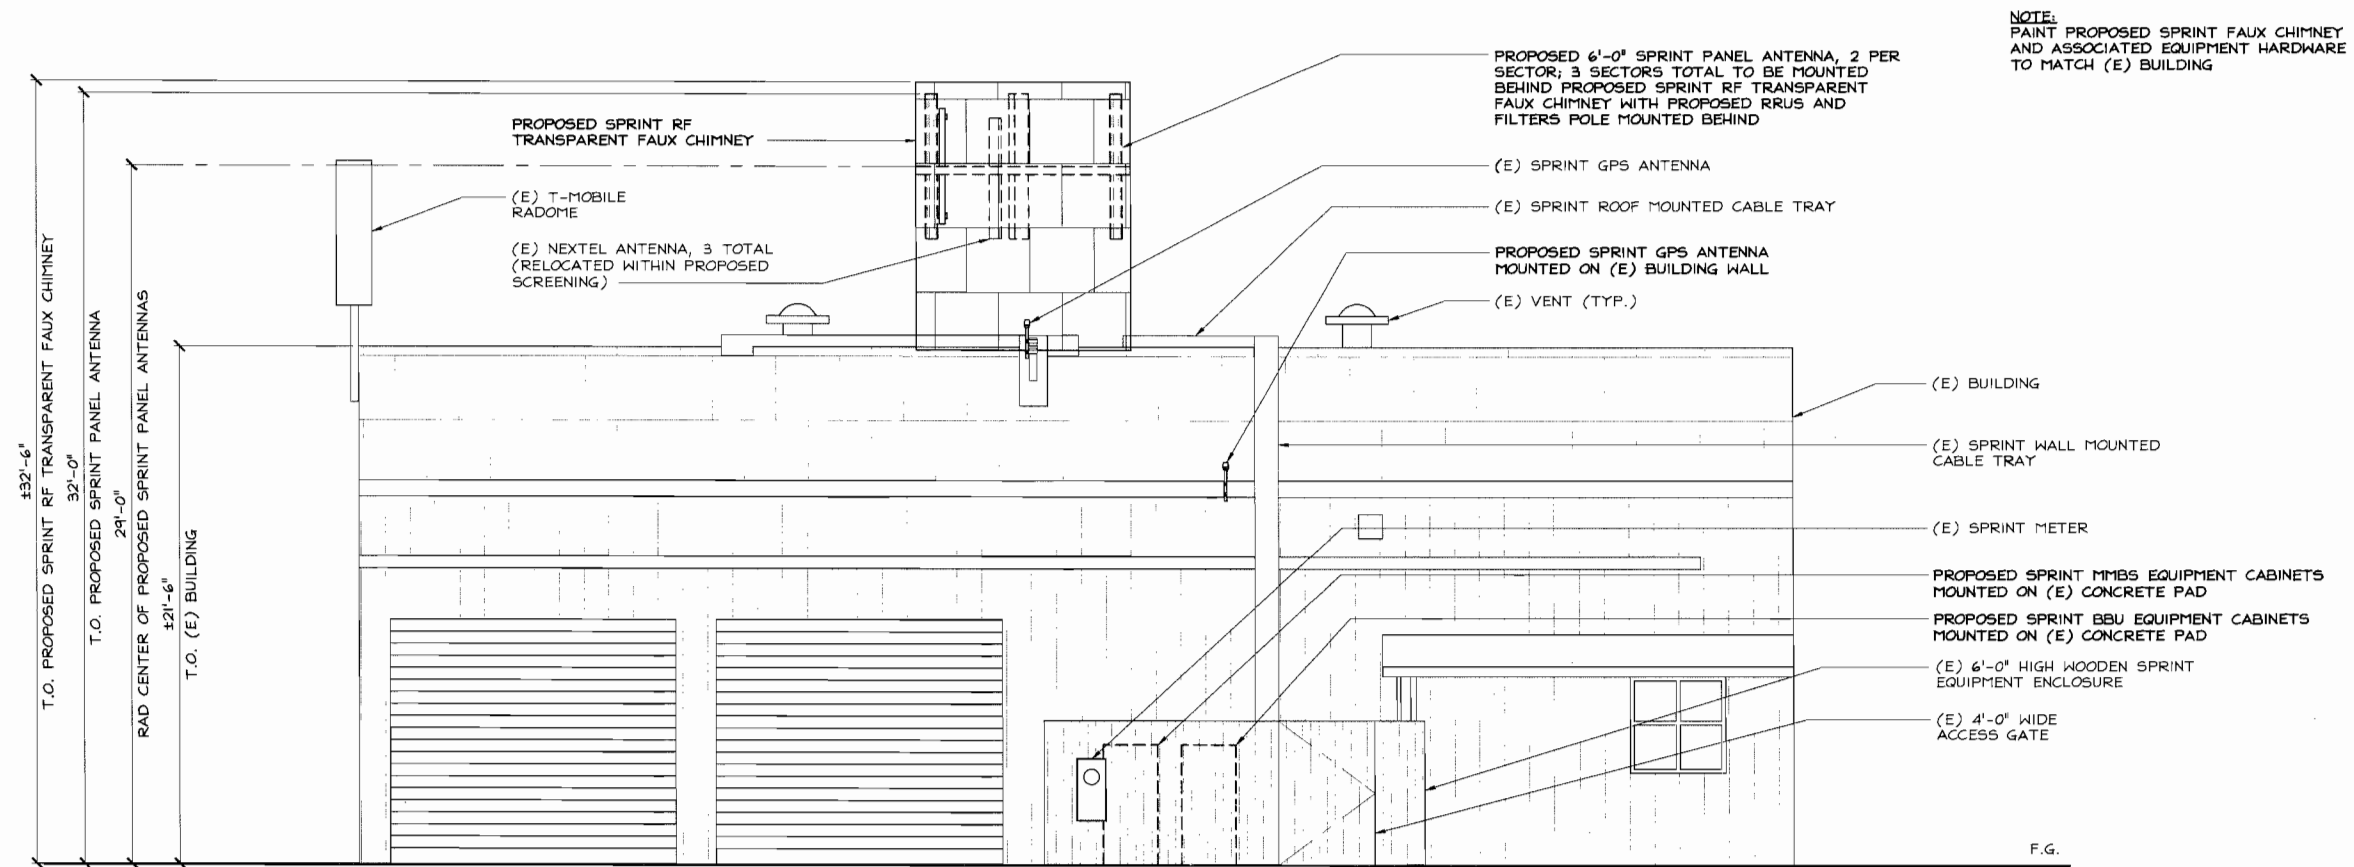 NOTE:
PAINT PROPOSED SPRINT FAUX CHIMNEY
AND ASSOCIATED EQUIPMENT HARDWARE
TO MATCH (E) BUILDING
PROPOSED 6'-0" SPRINT PANEL ANTENNA, 2 PER
SECTOR; 3 SECTORS TOTAL TO BE MOUNTED
BEHIND PROPOSED SPRINT RF TRANSPARENT
FAUX CHIMNEY WITH PROPOSED RRUS AND
FILTERS POLE MOUNTED BEHIND
PROPOSED SPRINT RF
TRANSPARENT FAUX CHIMNEY
(E) SPRINT GPS ANTENNA
(E) T-MOBILE
RADOME
(E) SPRINT ROOF MOUNTED CABLE TRAY
(E) NEXTEL ANTENNA, 3 TOTAL
(RELOCATED WITHIN PROPOSED
SCREENING)
PROPOSED SPRINT GPS ANTENNA
MOUNTED ON (E) BUILDING WALL
(E) VENT (TYP.)
(E) BUILDING
(E) SPRINT WALL MOUNTED
CABLE TRAY
(E) SPRINT METER
PROPOSED SPRINT MMBS EQUIPMENT CABINETS
MOUNTED ON (E) CONCRETE PAD
PROPOSED SPRINT BBU EQUIPMENT CABINETS
MOUNTED ON (E) CONCRETE PAD
(E) 6'-0" HIGH WOODEN SPRINT
EQUIPMENT ENCLOSURE
(E) 4'-0" WIDE
ACCESS GATE
F.G.
±32'-6"
T.O. PROPOSED SPRINT RF TRANSPARENT FAUX CHIMNEY
32'-0"
T.O. PROPOSED SPRINT PANEL ANTENNA
29'-0"
RAD CENTER OF PROPOSED SPRINT PANEL ANTENNAS
±21'-6"
T.O. (E) BUILDING